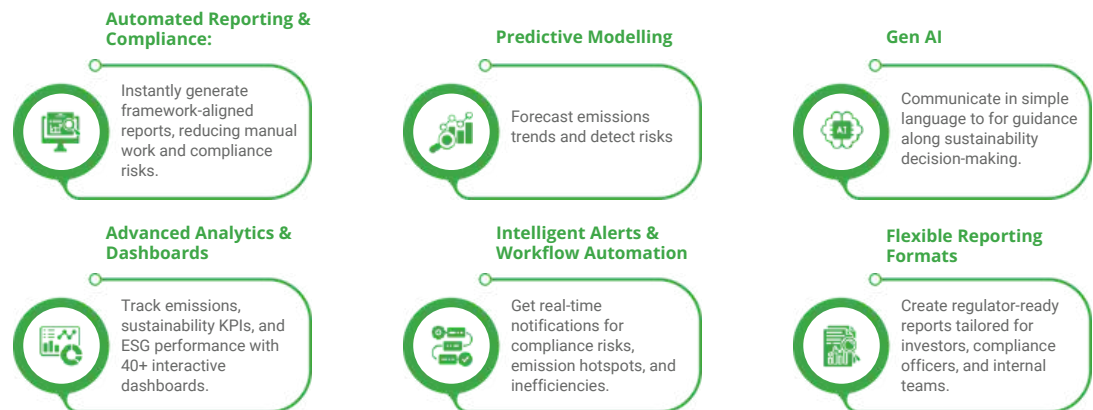 Automated Reporting &
Compliance:
Instantly generate
framework-aligned
reports, reducing manual
work and compliance
risks.
Predictive Modelling
Forecast emissions
trends and detect risks
Gen AI
AI
Communicate in simple
language to for guidance
along sustainability
decision-making.
Advanced Analytics &
Dashboards
Track emissions,
sustainability KPIs, and
ESG performance with
40+ interactive
dashboards.
Intelligent Alerts &
Workflow Automation
Get real-time
notifications for
compliance risks,
emission hotspots, and
inefficiencies.
Flexible Reporting
Formats
Create regulator-ready
reports tailored for
investors, compliance
officers, and internal
teams.